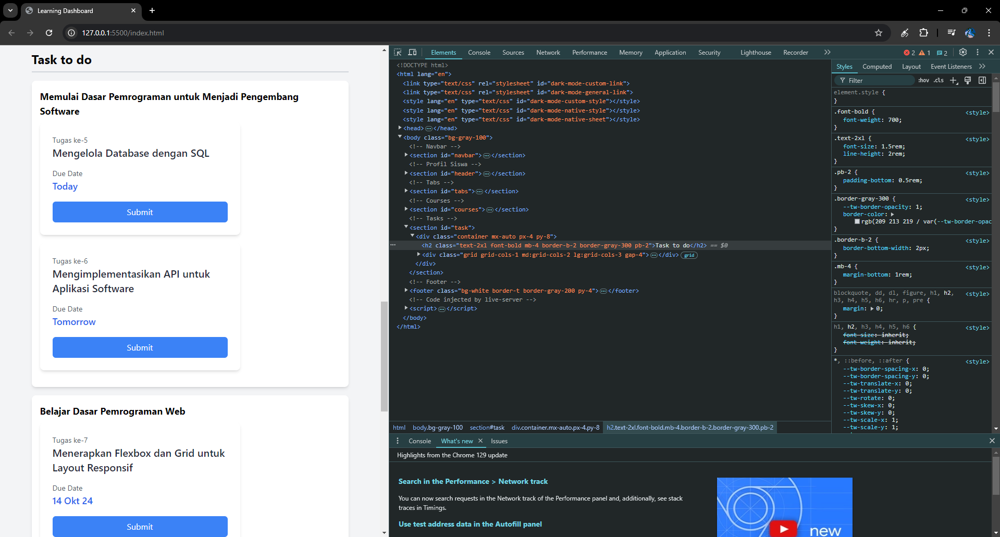 Learning Dashboard
127.0.0.1:5500/index.html
Task to do
Memulai Dasar Pemrograman untuk Menjadi Pengembang
Software
Tugas ke-5
Mengelola Database dengan SQL
Due Date
Today
Submit
Tugas ke-6
Mengimplementasikan API untuk
Aplikasi Software
Due Date
Tomorrow
Submit
Belajar Dasar Pemrograman Web
Tugas ke-7
Menerapkan Flexbox dan Grid untuk
Layout Responsif
Due Date
14 Okt 24
Submit
Elements Console Sources Network Performance Memory Application Security Lighthouse Recorder 2 1 2
<!DOCTYPE html>
<html lang="en">
<link type="text/css" rel="stylesheet" id="dark-mode-custom-link">
<link type="text/css" rel="stylesheet" id="dark-mode-general-link">
<style lang="en" type="text/css" id="dark-mode-custom-style"></style>
<style lang="en" type="text/css" id="dark-mode-native-style"></style>
<style lang="en" type="text/css" id="dark-mode-native-sheet"></style>
<head>…</head>
<body class="bg-gray-100">
<!-- Navbar -->
<section id="navbar">…</section>
<!-- Profil Siswa -->
<section id="header">…</section>
<!-- Tabs -->
<section id="tabs">…</section>
<!-- Courses -->
<section id="courses">…</section>
<!-- Tasks -->
<section id="task">
<div class="container mx-auto px-4 py-8">
… <h2 class="text-2xl font-bold mb-4 border-b-2 border-gray-300 pb-2">Task to do</h2> == $0
<div class="grid grid-cols-1 md:grid-cols-2 lg:grid-cols-3 gap-4">…</div> grid
</div>
</section>
<!-- Footer -->
<footer class="bg-white border-t border-gray-200 py-4">…</footer>
<!-- Code injected by live-server -->
<script>…</script>
</body>
</html>
html body.bg-gray-100 section#task div.container.mx-auto.px-4.py-8 h2.text-2xl.font-bold.mb-4.border-b-2.border-gray-300.pb-2
Styles Computed Layout Event Listeners
Filter :hov .cls
element.style {
}
.font-bold { <style>
font-weight: 700;
}
.text-2xl { <style>
font-size: 1.5rem;
line-height: 2rem;
}
.pb-2 { <style>
padding-bottom: 0.5rem;
}
.border-gray-300 { <style>
--tw-border-opacity: 1;
border-color:
rgb(209 213 219 / var(--tw-border-opac
}
.border-b-2 { <style>
border-bottom-width: 2px;
}
.mb-4 { <style>
margin-bottom: 1rem;
}
blockquote, dd, dl, figure, h1, h2, <style>
h3, h4, h5, h6, hr, p, pre {
margin: 0;
}
h1, h2, h3, h4, h5, h6 { <style>
font-size: inherit;
font-weight: inherit;
}
*, ::before, ::after { <style>
--tw-border-spacing-x: 0;
--tw-border-spacing-y: 0;
--tw-translate-x: 0;
--tw-translate-y: 0;
--tw-rotate: 0;
--tw-skew-x: 0;
--tw-skew-y: 0;
--tw-scale-x: 1;
--tw-scale-y: 1;
Console What's new Issues
Highlights from the Chrome 129 update
Search in the Performance > Network track
You can now search requests in the Network track of the Performance panel and, additionally, see stack
traces in Timings.
Use test address data in the Autofill panel
new